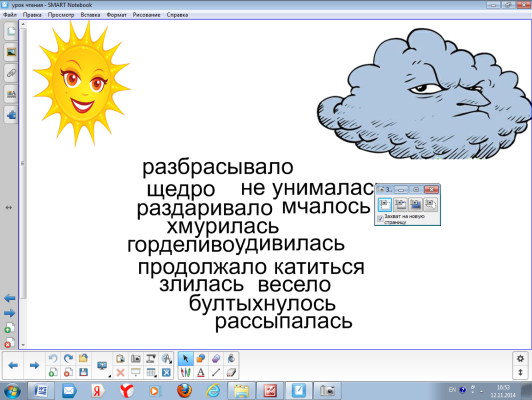 урок чтения - SMART Notebook
Файл Правка Просмотр Вставка Формат Рисование Справка
разбрасывало
щедро не унималас
раздаривало мчалось
хмурилась
горделивоудивилась
продолжало катиться
злилась весело
бултыхнулось
рассыпалась
Захват на новую
страницу
EN
16:53
12.11.2014